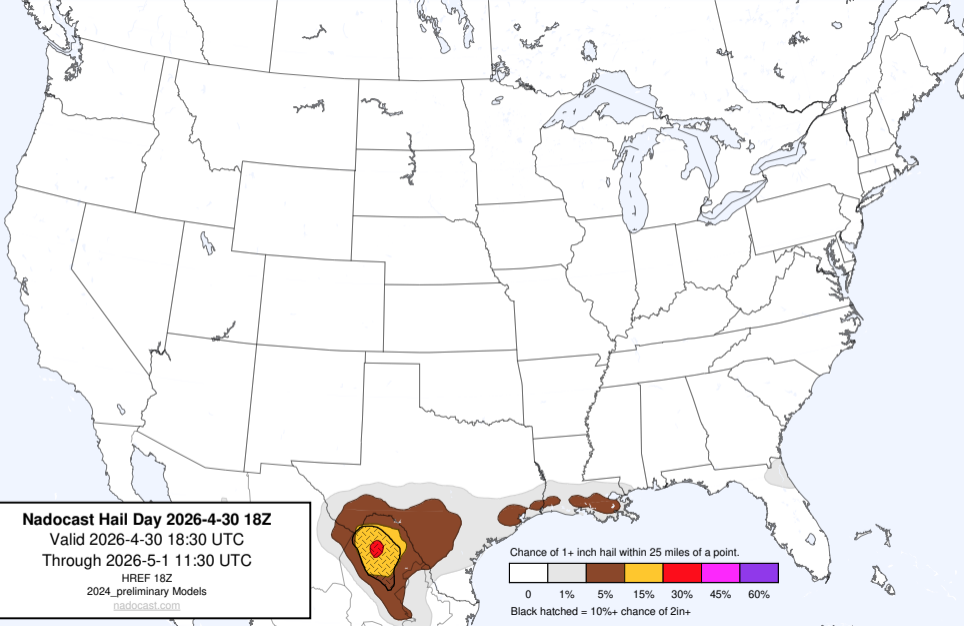 Nadocast Hail Day 2026-4-30 18Z
Valid 2026-4-30 18:30 UTC
Through 2026-5-1 11:30 UTC
HREF 18Z
2024_preliminary Models
nadocast.com
Chance of 1+ inch hail within 25 miles of a point.
0 1% 5% 15% 30% 45% 60%
Black hatched = 10%+ chance of 2in+